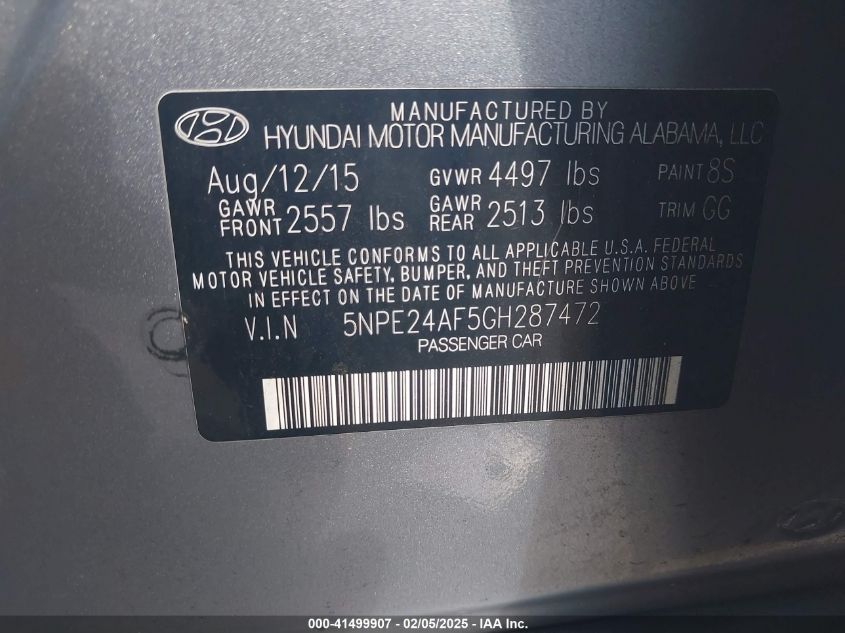 MANUFACTURED BY
HYUNDAI MOTOR MANUFACTURING ALABAMA, LLC
Aug/12/15 GVWR 4497 lbs PAINT 8S
GAWR FRONT 2557 lbs GAWR REAR 2513 lbs TRIM GG
THIS VEHICLE CONFORMS TO ALL APPLICABLE U.S.A. FEDERAL
MOTOR VEHICLE SAFETY, BUMPER, AND THEFT PREVENTION STANDARDS
IN EFFECT ON THE DATE OF MANUFACTURE SHOWN ABOVE.
V.I.N 5NPE24AF5GH287472
PASSENGER CAR
000-41499907 - 02/05/2025 - IAA Inc.